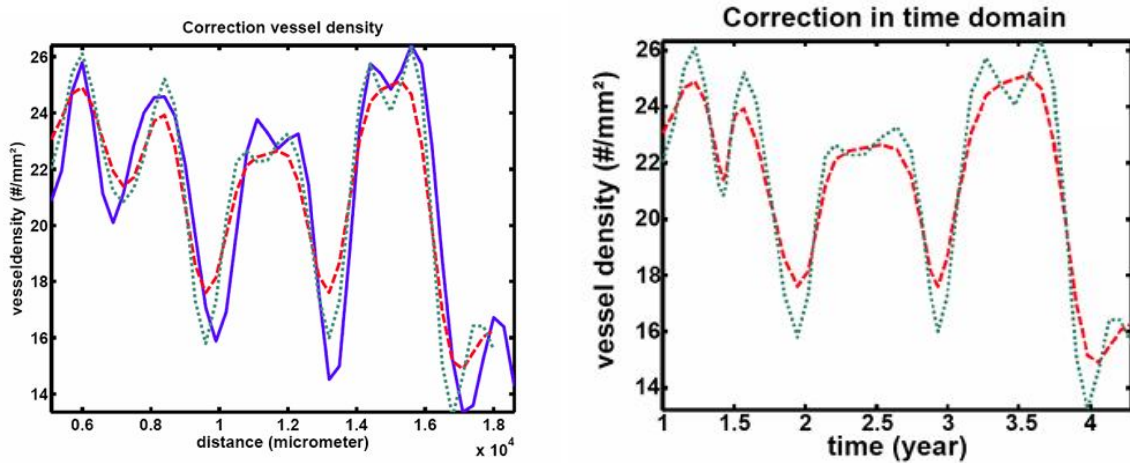 Correction vessel density
vesseldensity (#/mm²)
26
24
22
20
18
16
14
0.6 0.8 1 1.2 1.4 1.6 1.8
distance (micrometer)
x 10⁴
Correction in time domain
vessel density (#/mm²)
26
24
22
20
18
16
14
1 1.5 2 2.5 3 3.5 4
time (year)